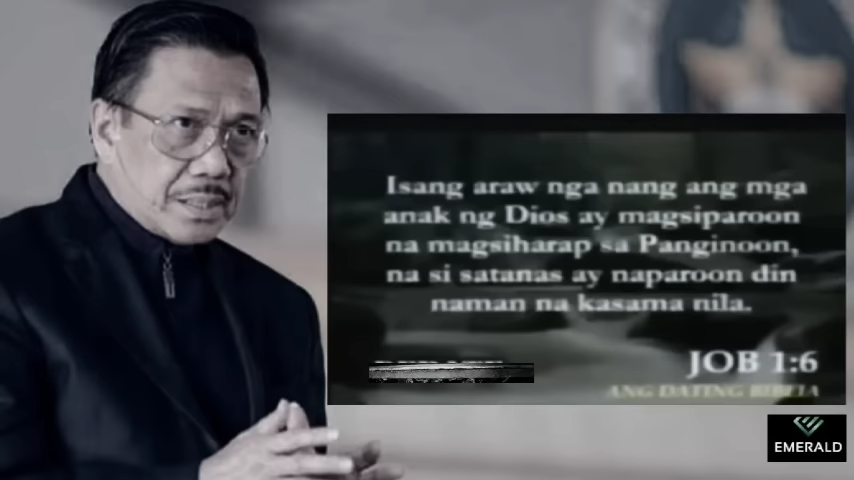 Isang araw nga nang ang mga
anak ng Dios ay magsiparoon
na magsiharap sa Panginoon,
na si satanas ay naparoon din
naman na kasama nila.
JOB 1:6
ANG DATING BIBLIA
EMERALD